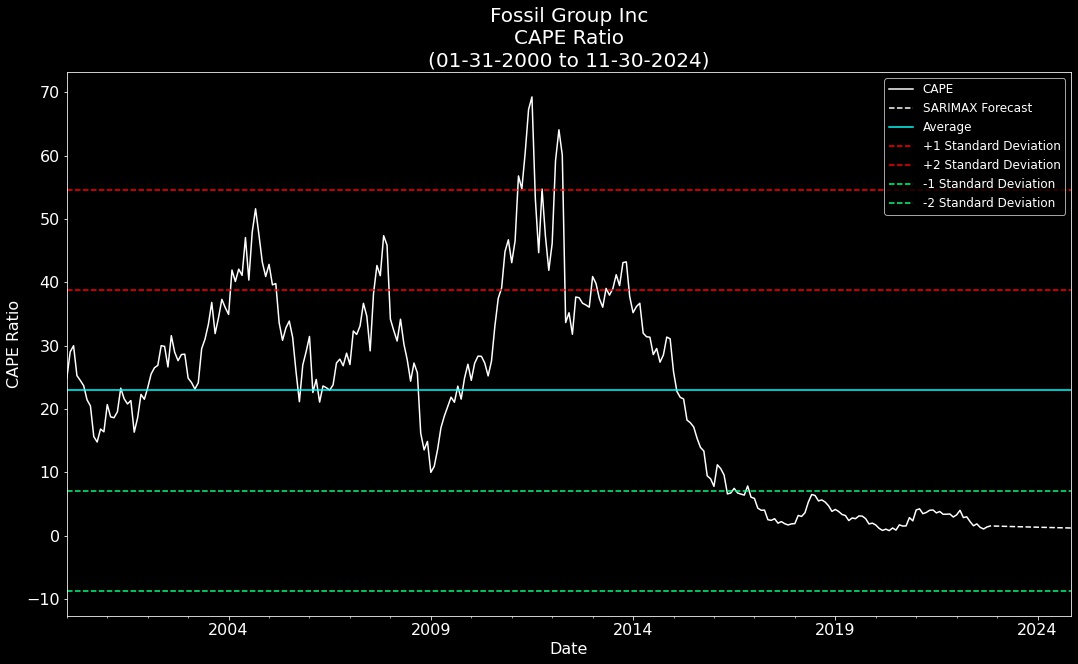 Fossil Group Inc
CAPE Ratio
(01-31-2000 to 11-30-2024)
CAPE
SARIMAX Forecast
Average
+1 Standard Deviation
+2 Standard Deviation
-1 Standard Deviation
-2 Standard Deviation
CAPE Ratio
70
60
50
40
30
20
10
0
−10
2004
2009
2014
2019
2024
Date